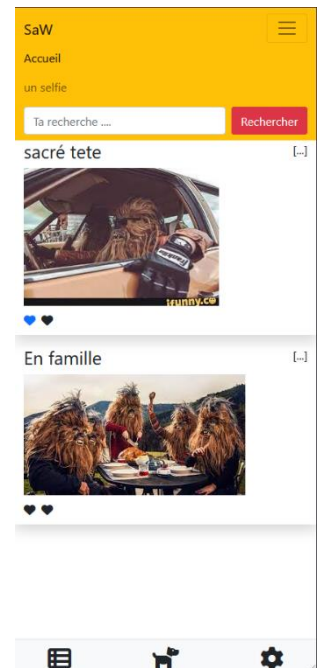 SaW
Accueil
un selfie
Ta recherche ....
Rechercher
sacré tete
[...]
ifunny.co
En famille
[...]